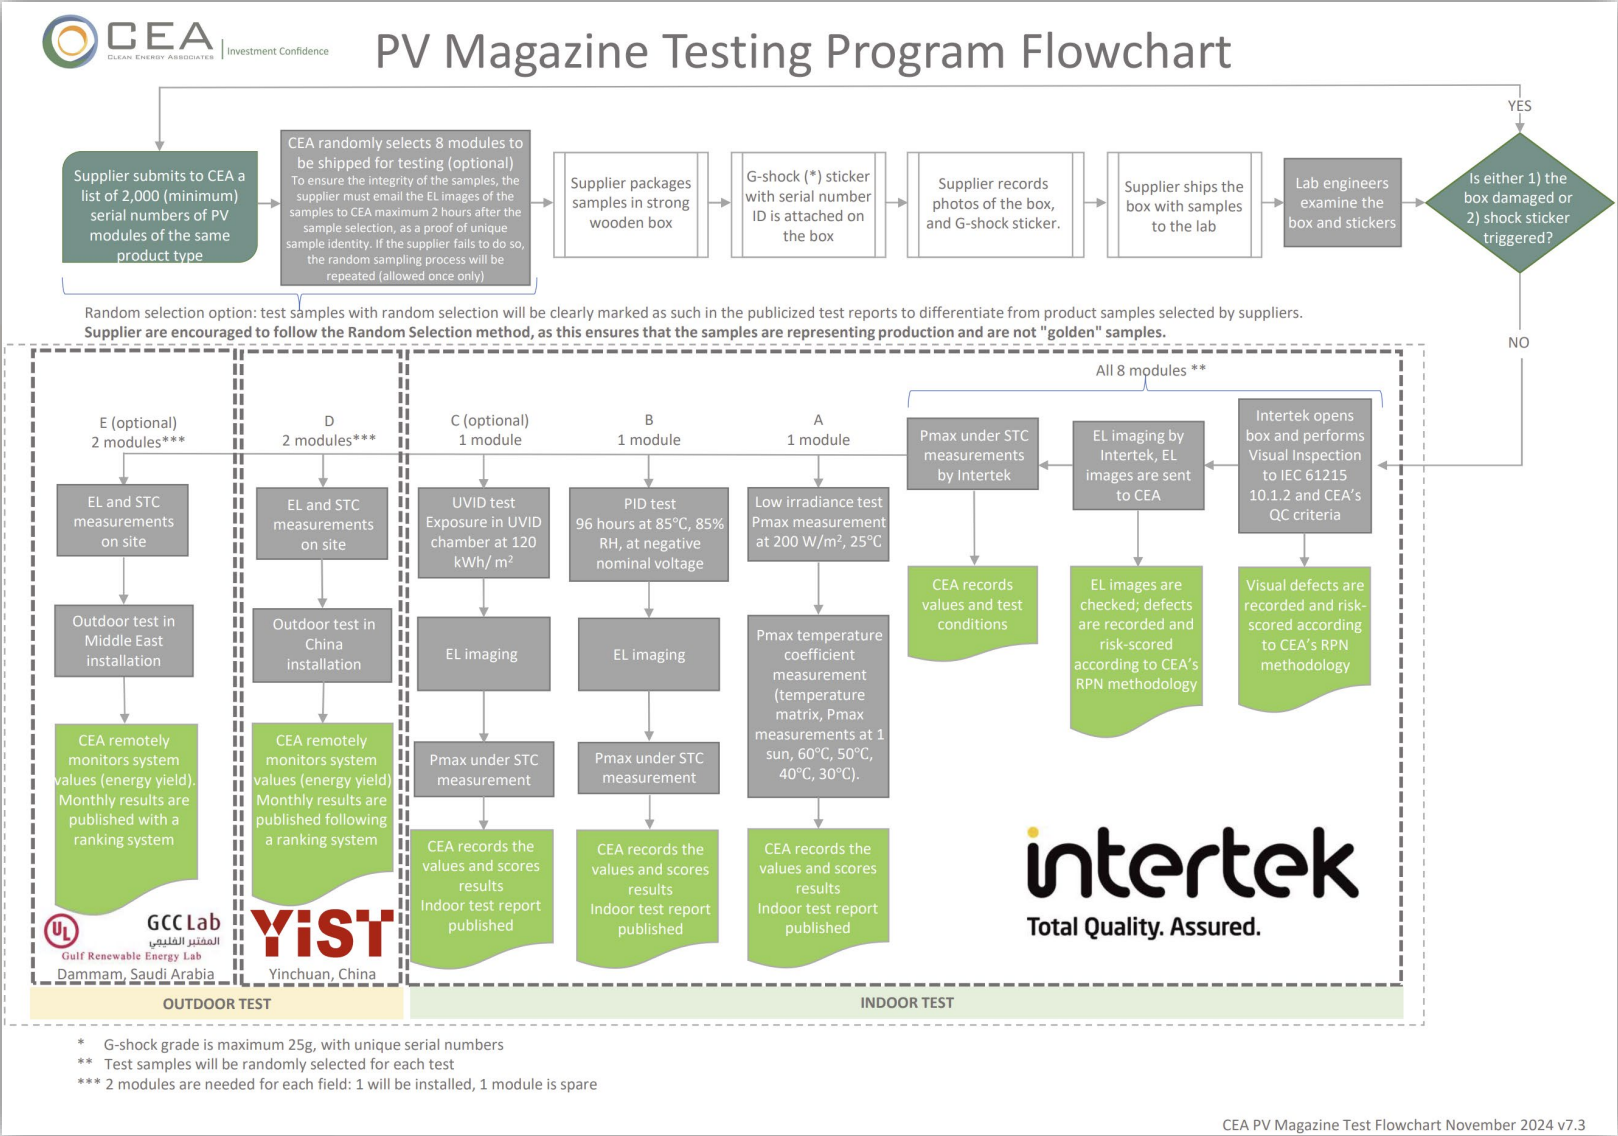 CEA
CLEAN ENERGY ASSOCIATES
Investment Confidence
PV Magazine Testing Program Flowchart
YES
Supplier submits to CEA a
list of 2,000 (minimum)
serial numbers of PV
modules of the same
product type
CEA randomly selects 8 modules to
be shipped for testing (optional)
To ensure the integrity of the samples, the
supplier must email the EL images of the
samples to CEA maximum 2 hours after the
sample selection, as a proof of unique
sample identity. If the supplier fails to do so,
the random sampling process will be
repeated (allowed once only)
Supplier packages
samples in strong
wooden box
G-shock (*) sticker
with serial number
ID is attached on
the box
Supplier records
photos of the box,
and G-shock sticker.
Supplier ships the
box with samples
to the lab
Lab engineers
examine the
box and stickers
Is either 1) the
box damaged or
2) shock sticker
triggered?
Random selection option: test samples with random selection will be clearly marked as such in the publicized test reports to differentiate from product samples selected by suppliers.
Supplier are encouraged to follow the Random Selection method, as this ensures that the samples are representing production and are not "golden" samples.
NO
All 8 modules **
E (optional)
2 modules***
D
2 modules***
C (optional)
1 module
B
1 module
A
1 module
Pmax under STC
measurements
by Intertek
EL imaging by
Intertek, EL
images are sent
to CEA
Intertek opens
box and performs
Visual Inspection
to IEC 61215
10.1.2 and CEA's
QC criteria
EL and STC
measurements
on site
EL and STC
measurements
on site
UVID test
Exposure in UVID
chamber at 120
kWh/ m²
PID test
96 hours at 85°C, 85%
RH, at negative
nominal voltage
Low irradiance test
Pmax measurement
at 200 W/m², 25°C
CEA records
values and test
conditions
EL images are
checked; defects
are recorded and
risk-scored
according to CEA's
RPN methodology
Visual defects are
recorded and risk-
scored according
to CEA's RPN
methodology
Outdoor test in
Middle East
installation
Outdoor test in
China
installation
EL imaging
EL imaging
Pmax temperature
coefficient
measurement
(temperature
matrix, Pmax
measurements at 1
sun, 60°C, 50°C,
40°C, 30°C).
CEA remotely
monitors system
values (energy yield).
Monthly results are
published with a
ranking system
CEA remotely
monitors system
values (energy yield)
Monthly results are
published following
a ranking system
Pmax under STC
measurement
Pmax under STC
measurement
CEA records the
values and scores
results
Indoor test report
published
CEA records the
values and scores
results
Indoor test report
published
CEA records the
values and scores
results
Indoor test report
published
intertek
Total Quality. Assured.
UL
GCC Lab
المختبر الخليجي
Gulf Renewable Energy Lab
Dammam, Saudi Arabia
YiST
Yinchuan, China
OUTDOOR TEST
INDOOR TEST
* G-shock grade is maximum 25g, with unique serial numbers
** Test samples will be randomly selected for each test
*** 2 modules are needed for each field: 1 will be installed, 1 module is spare
CEA PV Magazine Test Flowchart November 2024 v7.3